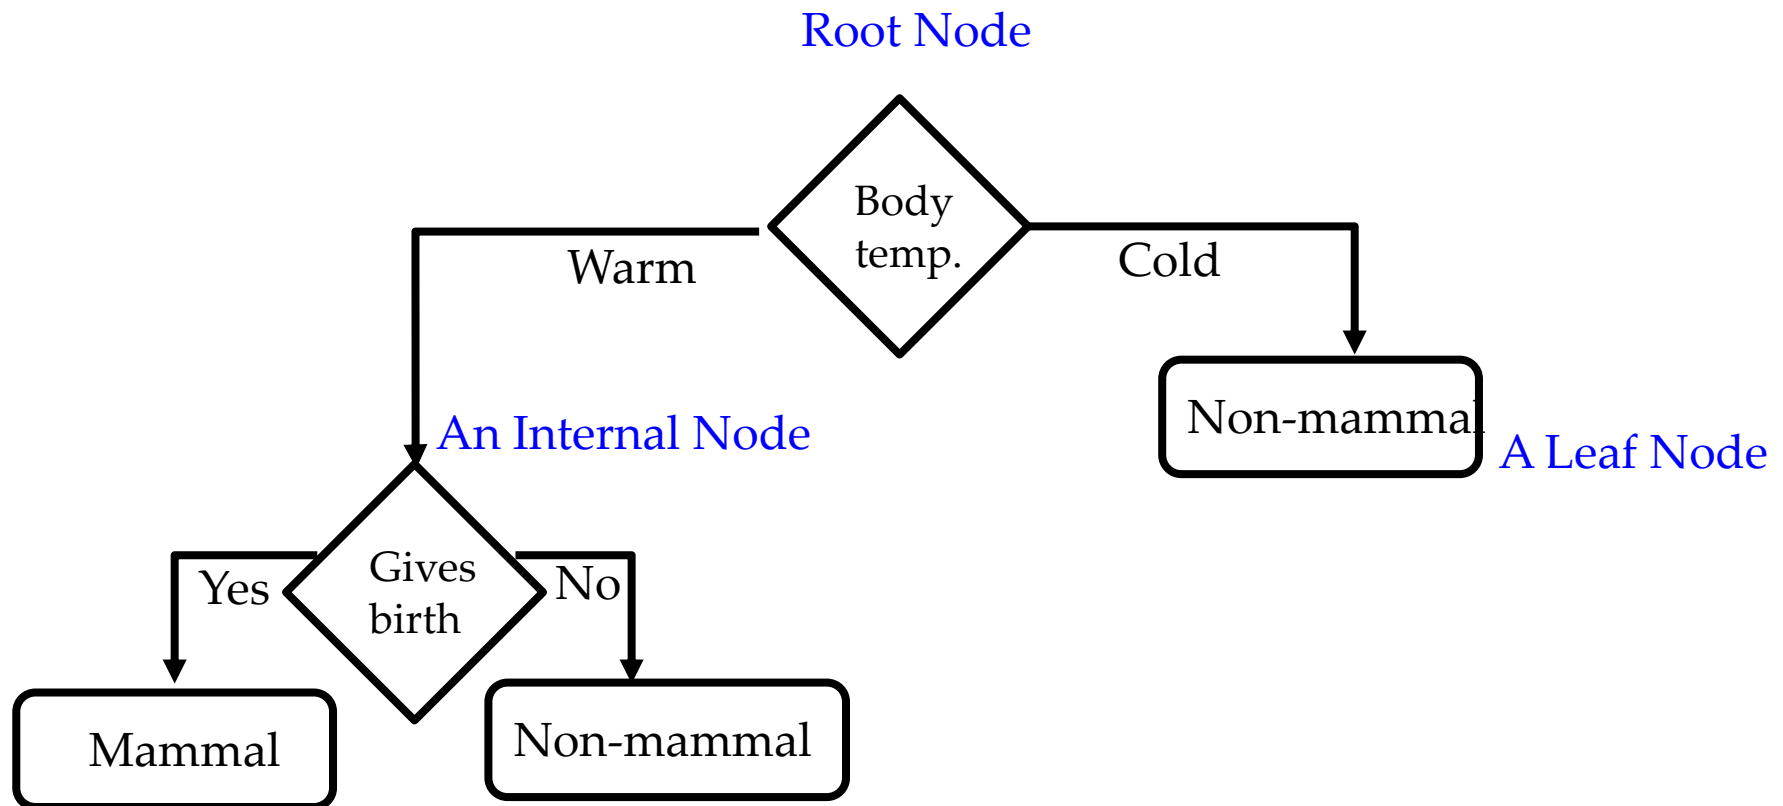 Root Node
Body
temp.
Warm
Cold
Non-mammal
An Internal Node
A Leaf Node
Gives
birth
Yes
No
Mammal
Non-mammal